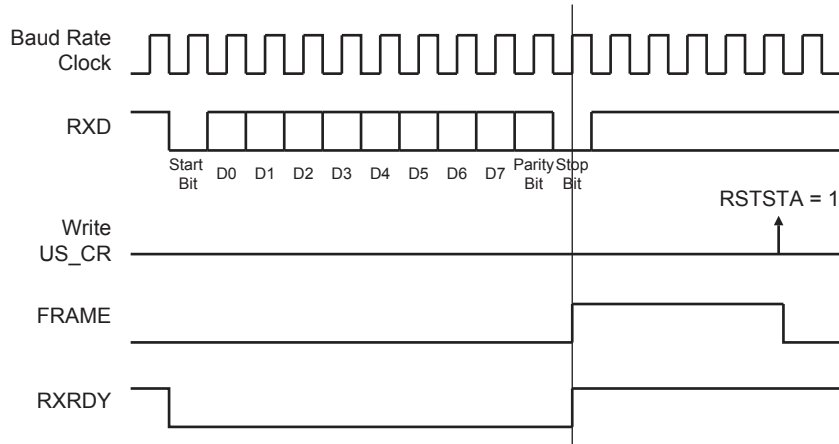 Baud Rate
Clock
RXD
Start
Bit
D0
D1
D2
D3
D4
D5
D6
D7
Parity
Bit
Stop
Bit
RSTSTA = 1
Write
US_CR
FRAME
RXRDY